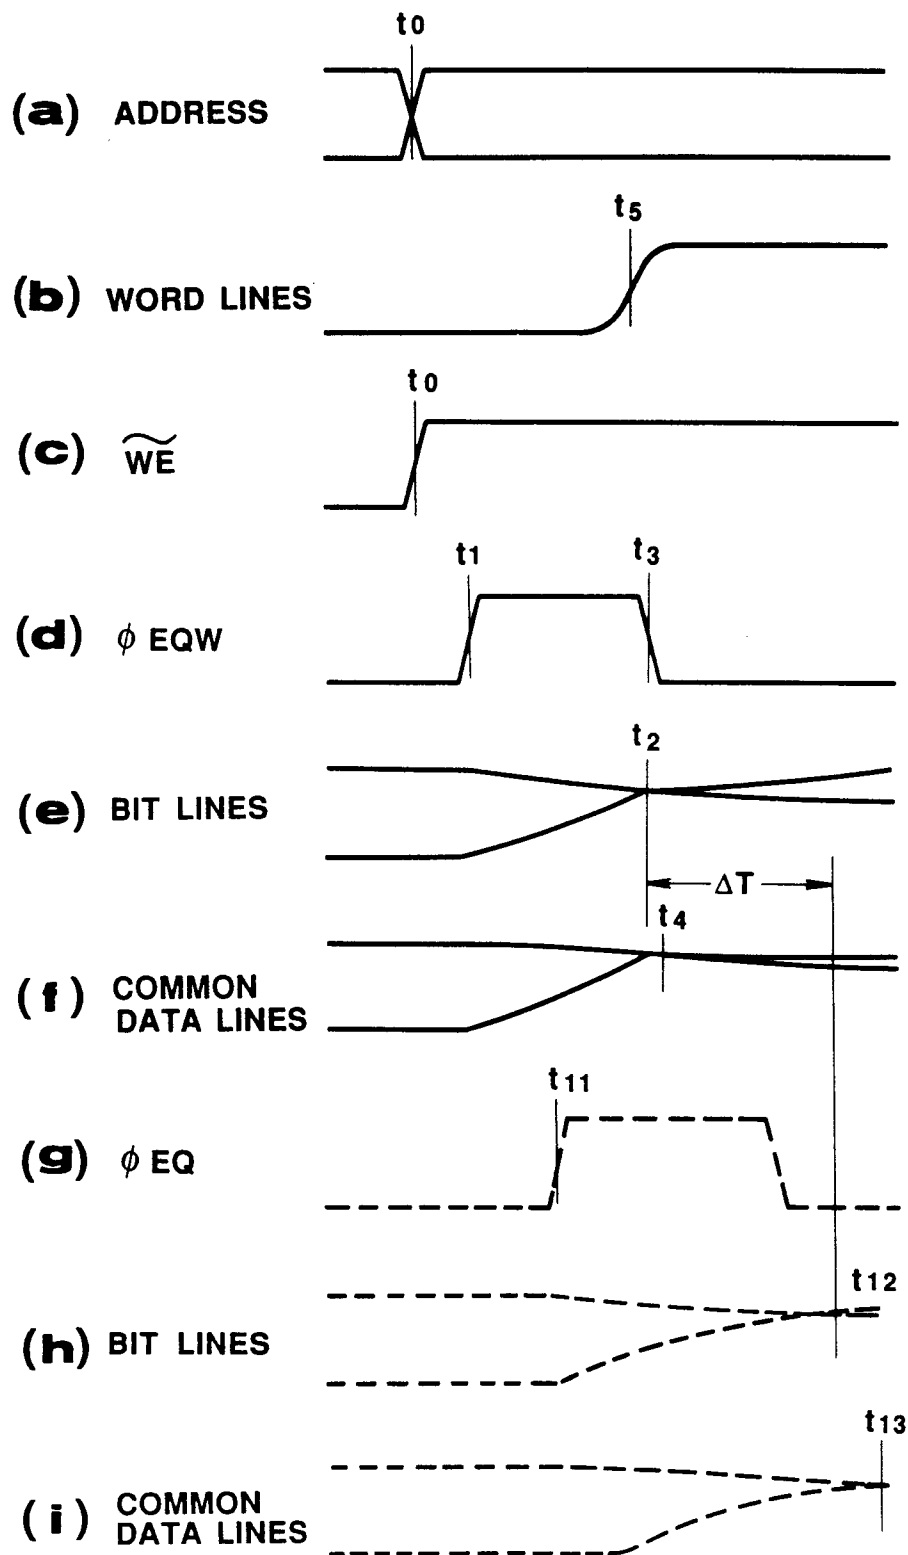 t0
(a) ADDRESS
t5
(b) WORD LINES
t0
(c) W͠E͠
t1 t3
(d) ϕ EQW
t2
(e) BIT LINES
ΔT
t4
(f) COMMON
DATA LINES
t11
(g) ϕ EQ
t12
(h) BIT LINES
t13
(i) COMMON
DATA LINES